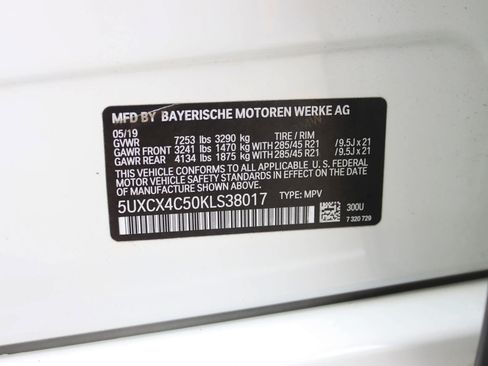 MFD BY BAYERISCHE MOTOREN WERKE AG
05/19
GVWR 7253 lbs 3290 kg TIRE / RIM
GAWR FRONT 3241 lbs 1470 kg WITH 285/45 R21 /9.5J x 21
GAWR REAR 4134 lbs 1875 kg WITH 285/45 R21 /9.5J x 21
THIS VEHICLE CONFORMS TO ALL APPLICABLE U. S. FEDERAL
MOTOR VEHICLE SAFETY STANDARDS IN EFFECT ON THE DATE
OF MANUFACTURE SHOWN ABOVE.
5UXCX4C50KLS38017 TYPE: MPV
300U
7 320 729